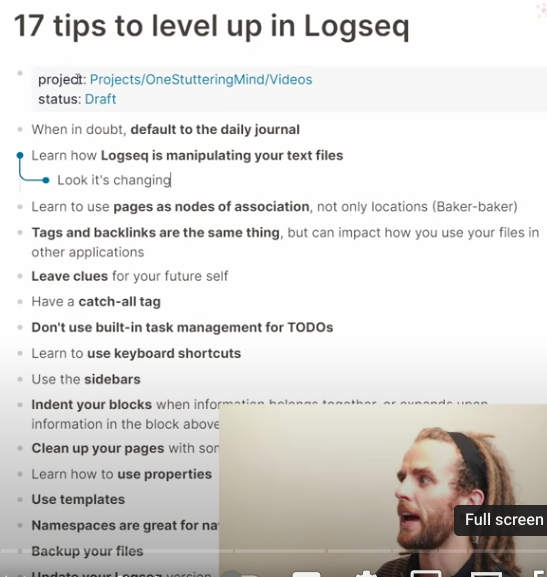 17 tips to level up in Logseq
project: Projects/OneStutteringMind/Videos
status: Draft
When in doubt, default to the daily journal
Learn how Logseq is manipulating your text files
Look it's changing
Learn to use pages as nodes of association, not only locations (Baker-baker)
Tags and backlinks are the same thing, but can impact how you use your files in
other applications
Leave clues for your future self
Have a catch-all tag
Don't use built-in task management for TODOs
Learn to use keyboard shortcuts
Use the sidebars
Indent your blocks when information belongs together, or expands upon
information in the block above
Clean up your pages with
Learn how to use properties
Use templates
Namespaces are great for
Full screen
Backup your files
Update your Logseq version